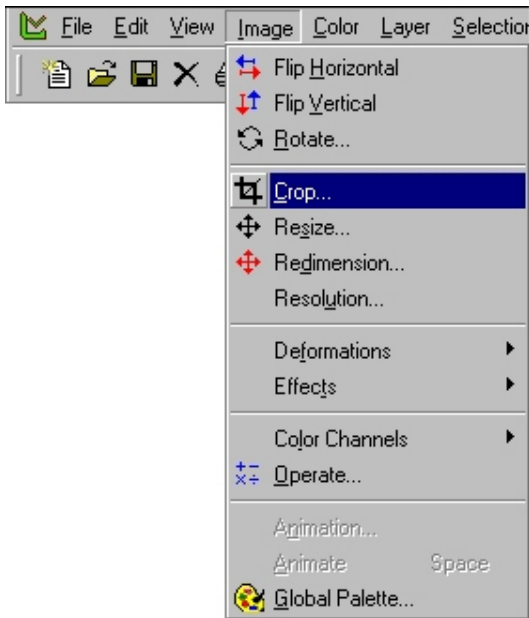 File Edit View Image Color Layer Selection
Flip Horizontal
Flip Vertical
Rotate...
Crop...
Resize...
Redimension...
Resolution...
Deformations
Effects
Color Channels
Operate...
Animation...
Animate Space
Global Palette...